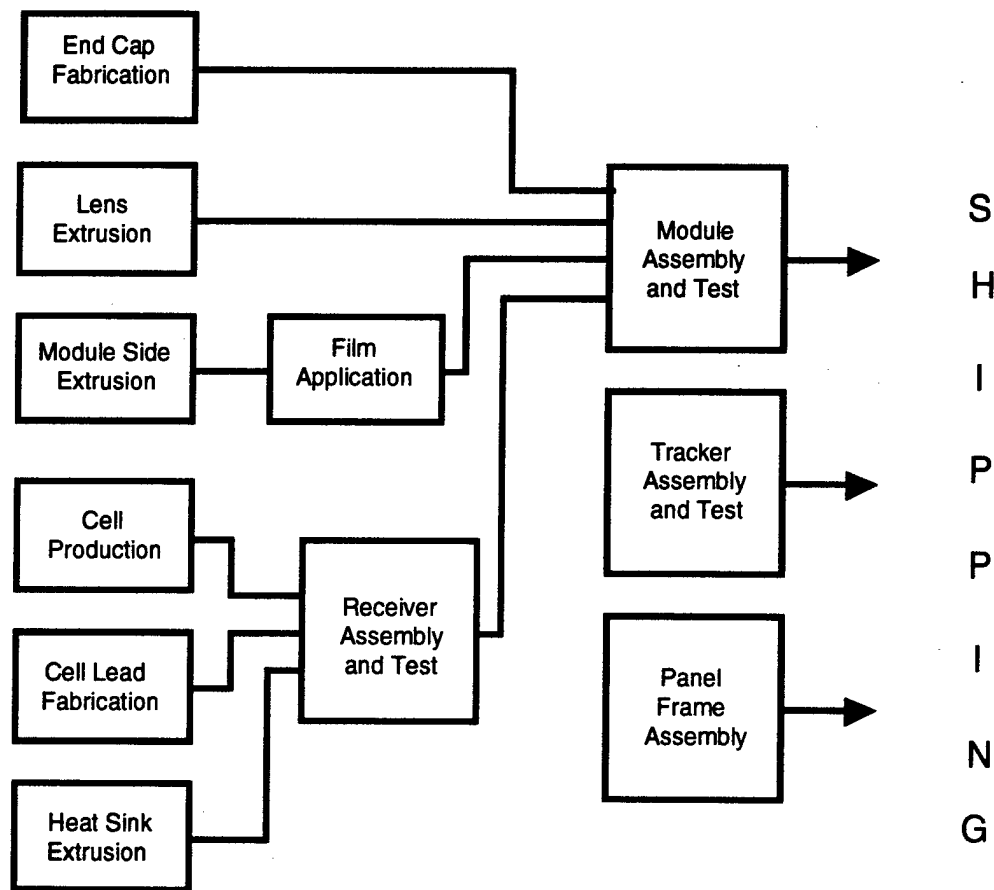 End Cap
Fabrication
Lens
Extrusion
Module Side
Extrusion
Film
Application
Cell
Production
Cell Lead
Fabrication
Heat Sink
Extrusion
Receiver
Assembly
and Test
Module
Assembly
and Test
Tracker
Assembly
and Test
Panel
Frame
Assembly
SHIPPING